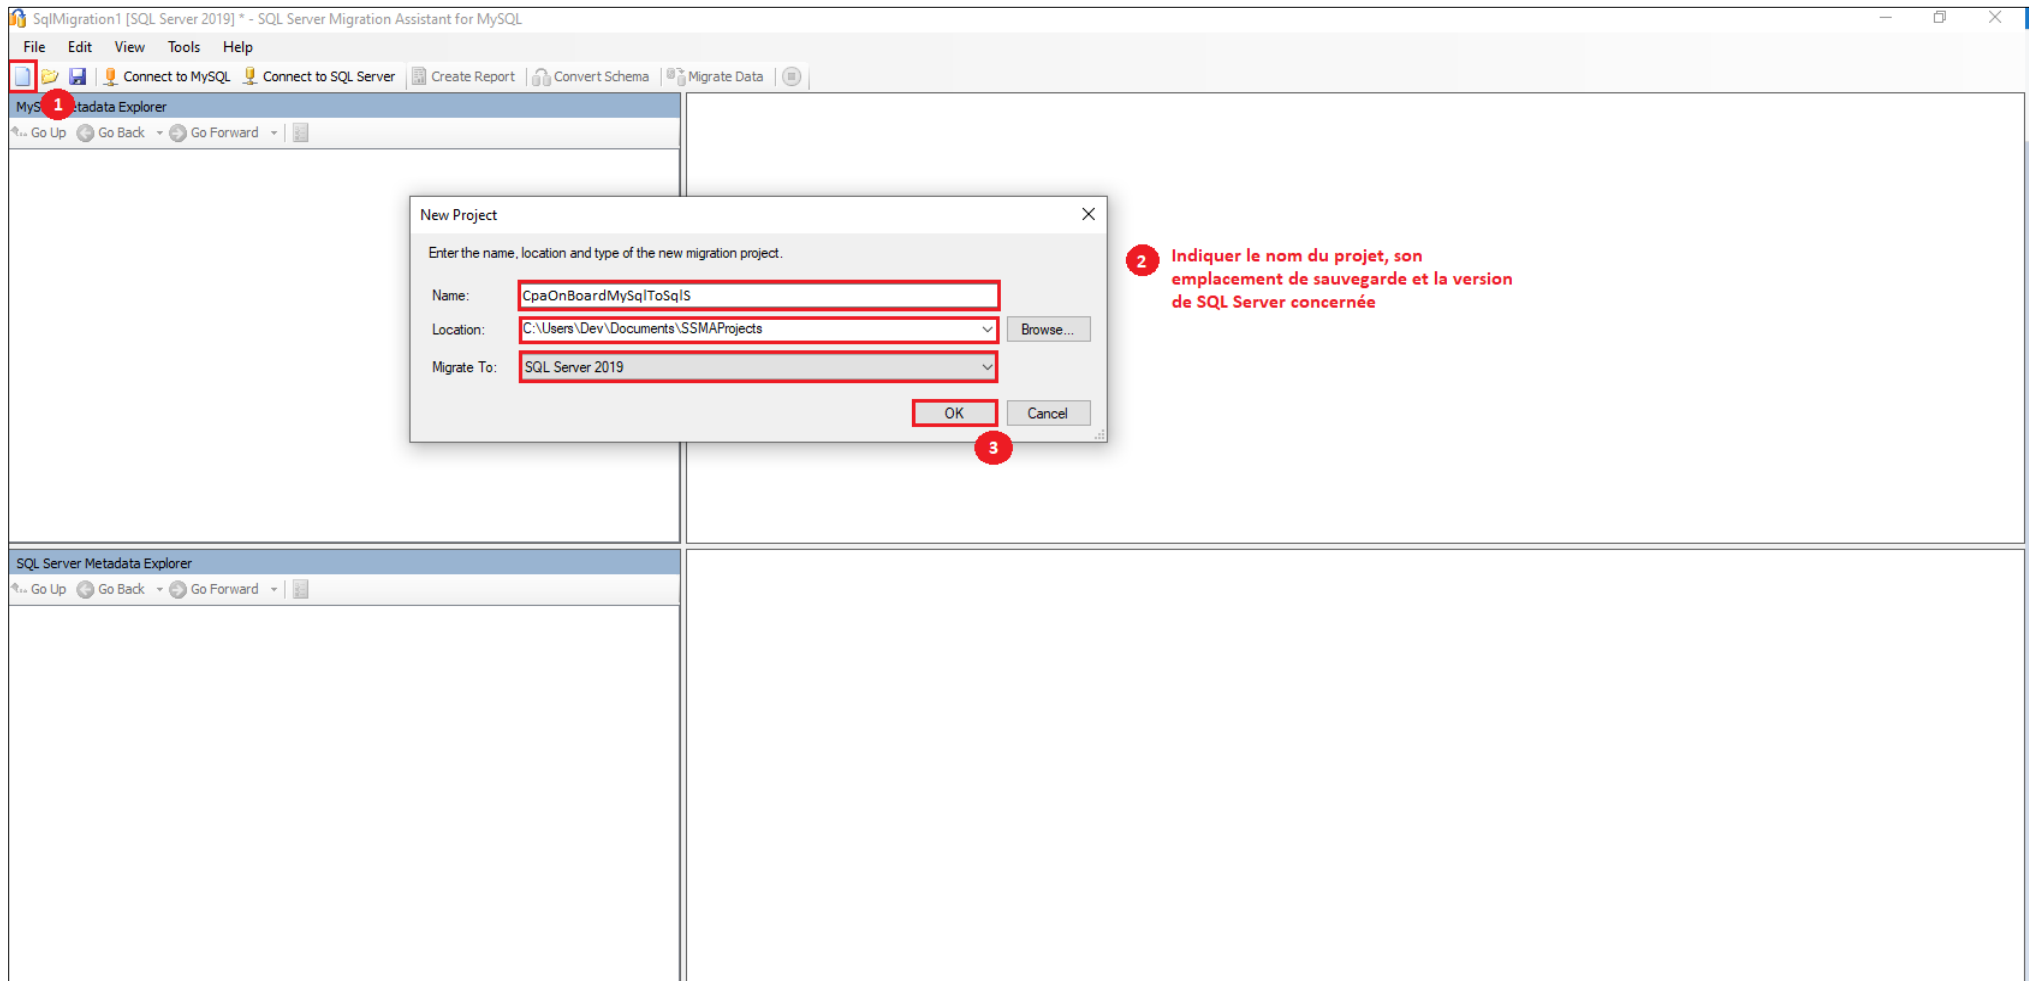 SqlMigration1 [SQL Server 2019] * - SQL Server Migration Assistant for MySQL
File Edit View Tools Help
Connect to MySQL Connect to SQL Server Create Report Convert Schema Migrate Data
1
MyS tadata Explorer
Go Up Go Back Go Forward
New Project
Enter the name, location and type of the new migration project.
Name: CpaOnBoardMySqlToSqlS
Location: C:\Users\Dev\Documents\SSMAProjects Browse...
Migrate To: SQL Server 2019
OK Cancel
3
2 Indiquer le nom du projet, son
emplacement de sauvegarde et la version
de SQL Server concernée
SQL Server Metadata Explorer
Go Up Go Back Go Forward